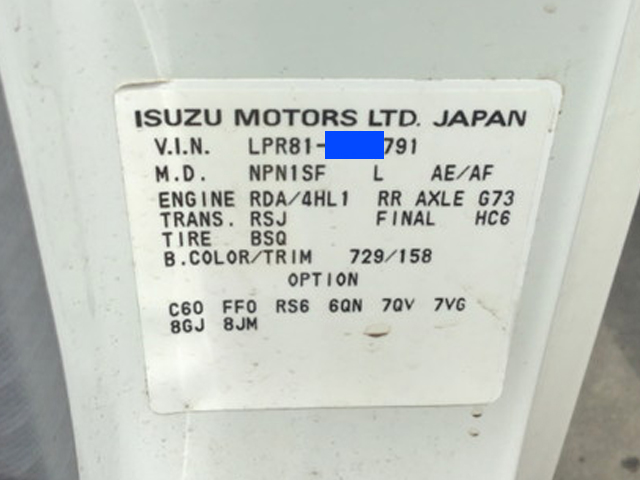 ISUZU MOTORS LTD. JAPAN
V.I.N. LPR81-791
M.D. NPN1SF L AE/AF
ENGINE RDA/4HL1 RR AXLE G73
TRANS. RSJ FINAL HC6
TIRE BSQ
B.COLOR/TRIM 729/158
OPTION
C60 FF0 RS6 6QN 7QV 7VG
8GJ 8JM